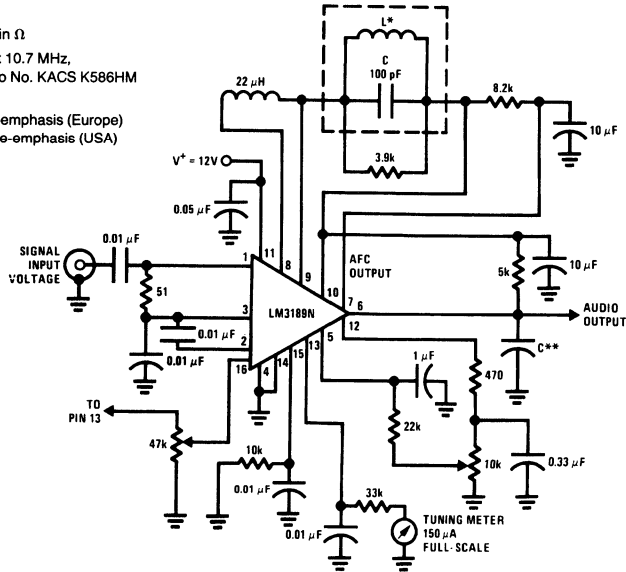 in Ω
10.7 MHz,
No. KACS K586HM
emphasis (Europe)
e-emphasis (USA)
L*
C
100 pF
22 μH
8.2k
3.9k
10 μF
V+ = 12V
0.05 μF
0.01 μF
SIGNAL
INPUT
VOLTAGE
51
0.01 μF
0.01 μF
1
11
8
9
10
7
6
12
3
2
16
4
14
15
13
5
LM3189N
AFC
OUTPUT
5k
10 μF
AUDIO
OUTPUT
C**
1 μF
470
22k
10k
0.33 μF
TO
PIN 13
47k
10k
0.01 μF
33k
0.01 μF
TUNING METER
150 μA
FULL-SCALE